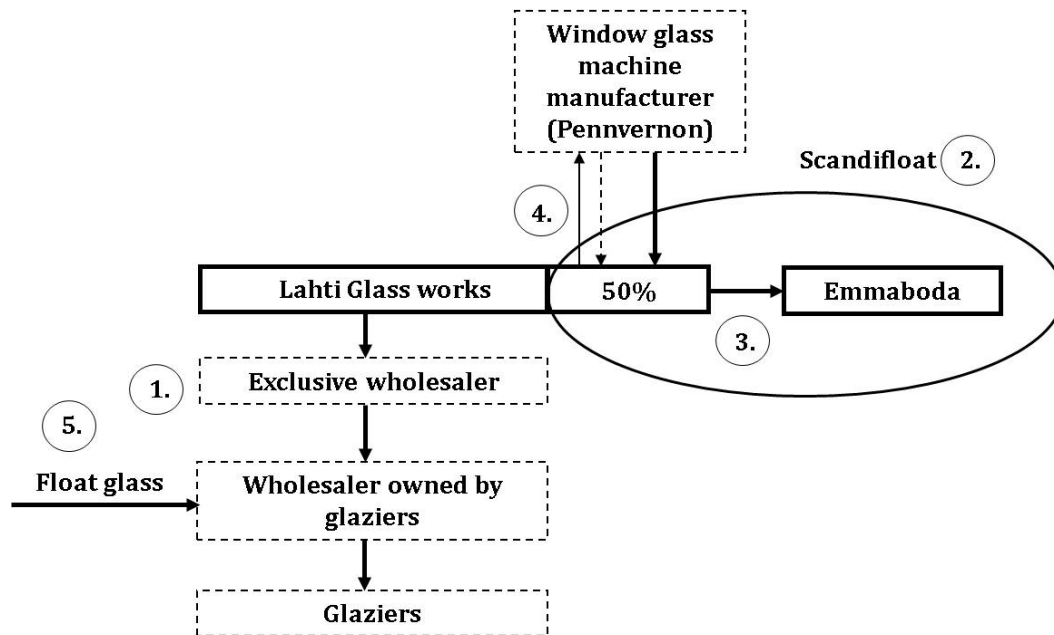 Window glass
machine
manufacturer
(Pennvernon)
Scandifloat 2.
4.
Lahti Glass works 50% Emmaboda
3.
1. Exclusive wholesaler
5.
Float glass
Wholesaler owned by
glaziers
Glaziers